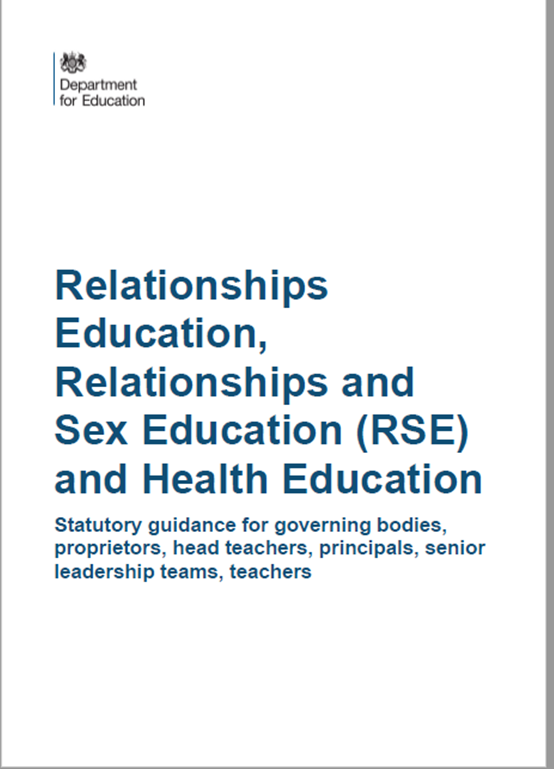 Department
for Education
Relationships
Education,
Relationships and
Sex Education (RSE)
and Health Education
Statutory guidance for governing bodies,
proprietors, head teachers, principals, senior
leadership teams, teachers